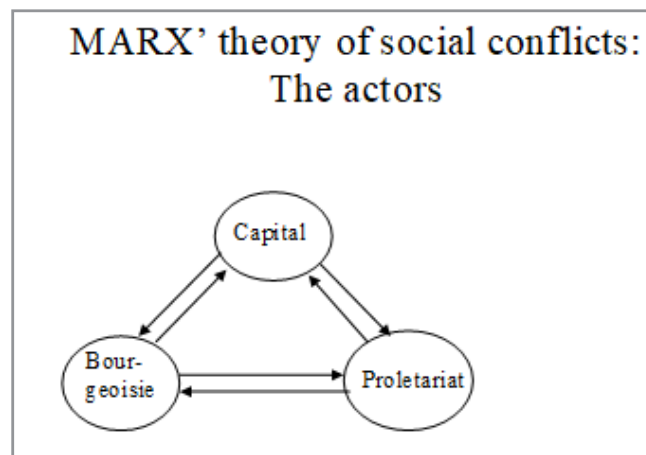 MARX' theory of social conflicts:
The actors
Capital
Bour-
geoisie
Proletariat